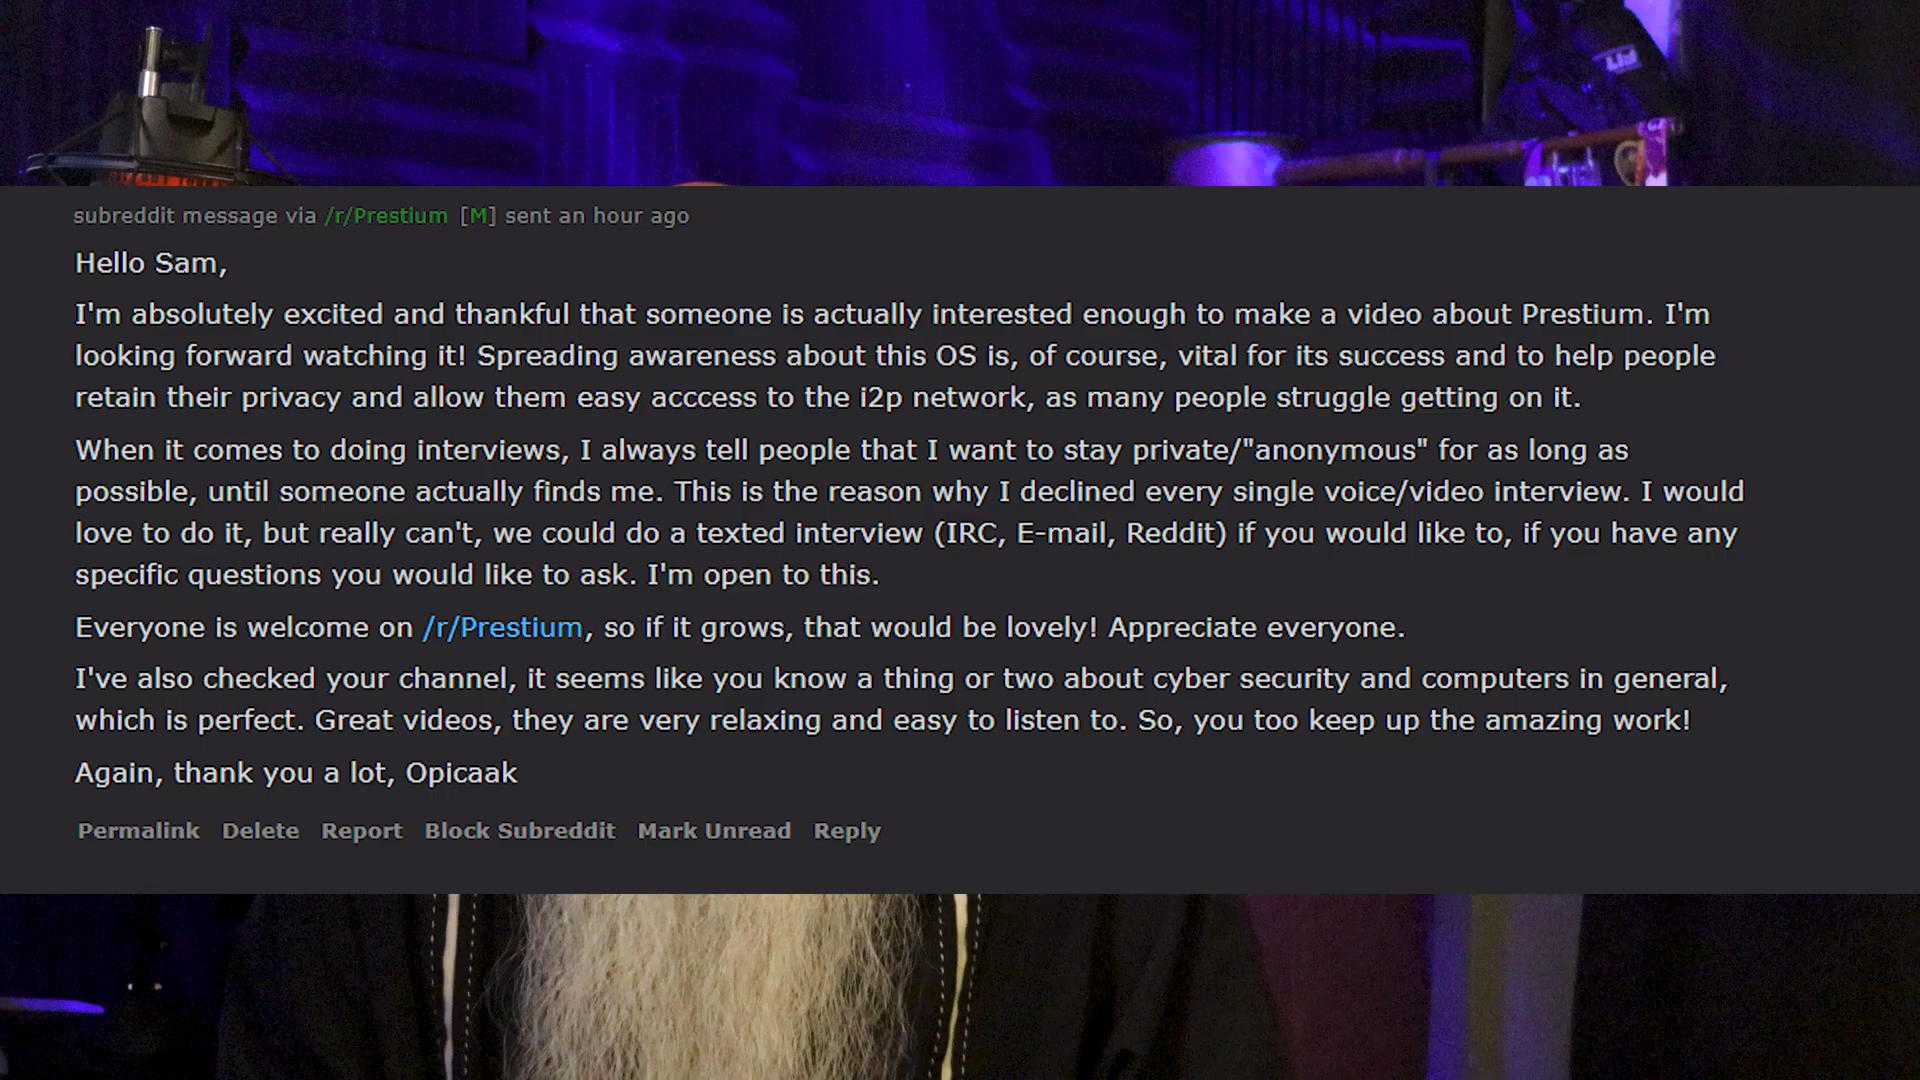 subreddit message via /r/Prestium [M] sent an hour ago
Hello Sam,
I'm absolutely excited and thankful that someone is actually interested enough to make a video about Prestium. I'm
looking forward watching it! Spreading awareness about this OS is, of course, vital for its success and to help people
retain their privacy and allow them easy acccess to the i2p network, as many people struggle getting on it.
When it comes to doing interviews, I always tell people that I want to stay private/"anonymous" for as long as
possible, until someone actually finds me. This is the reason why I declined every single voice/video interview. I would
love to do it, but really can't, we could do a texted interview (IRC, E-mail, Reddit) if you would like to, if you have any
specific questions you would like to ask. I'm open to this.
Everyone is welcome on /r/Prestium, so if it grows, that would be lovely! Appreciate everyone.
I've also checked your channel, it seems like you know a thing or two about cyber security and computers in general,
which is perfect. Great videos, they are very relaxing and easy to listen to. So, you too keep up the amazing work!
Again, thank you a lot, Opicaak
Permalink Delete Report Block Subreddit Mark Unread Reply